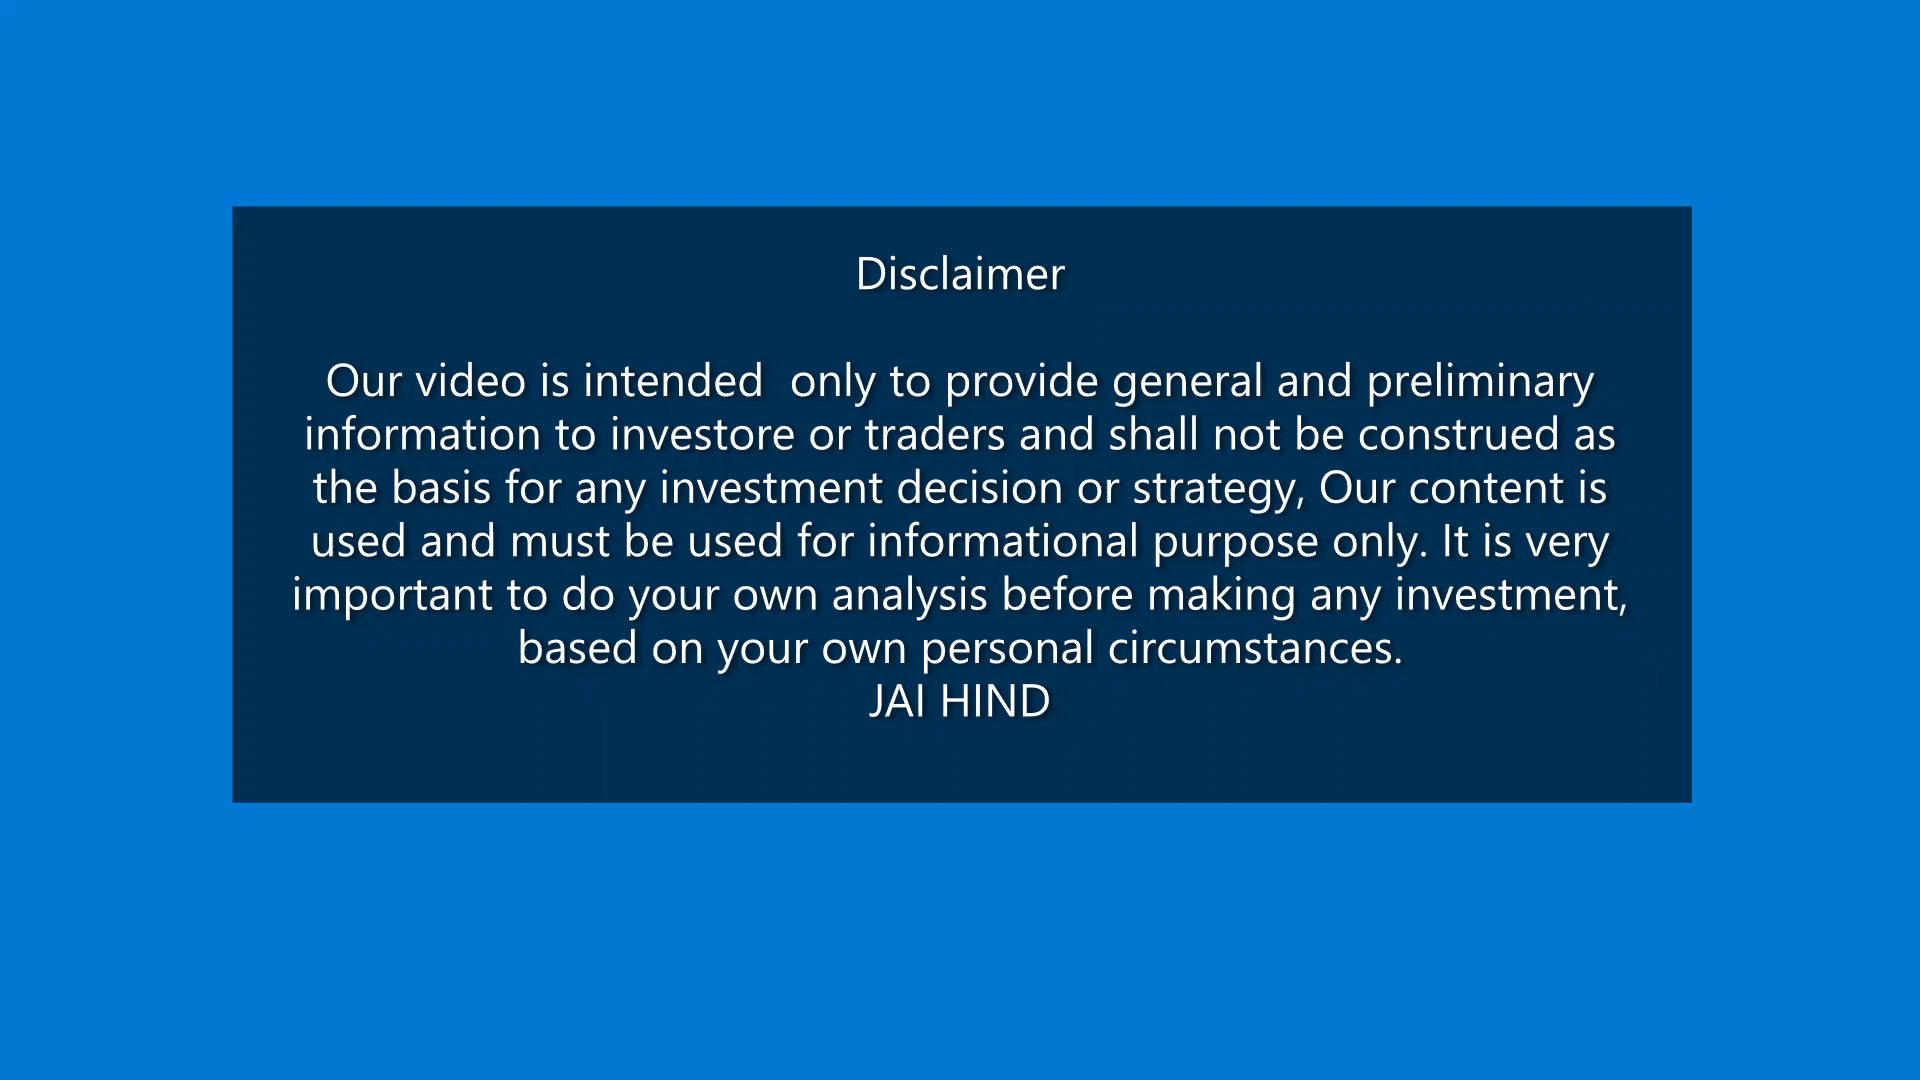 Disclaimer
Our video is intended  only to provide general and preliminary
information to investore or traders and shall not be construed as
the basis for any investment decision or strategy, Our content is
used and must be used for informational purpose only. It is very
important to do your own analysis before making any investment,
based on your own personal circumstances.
JAI HIND